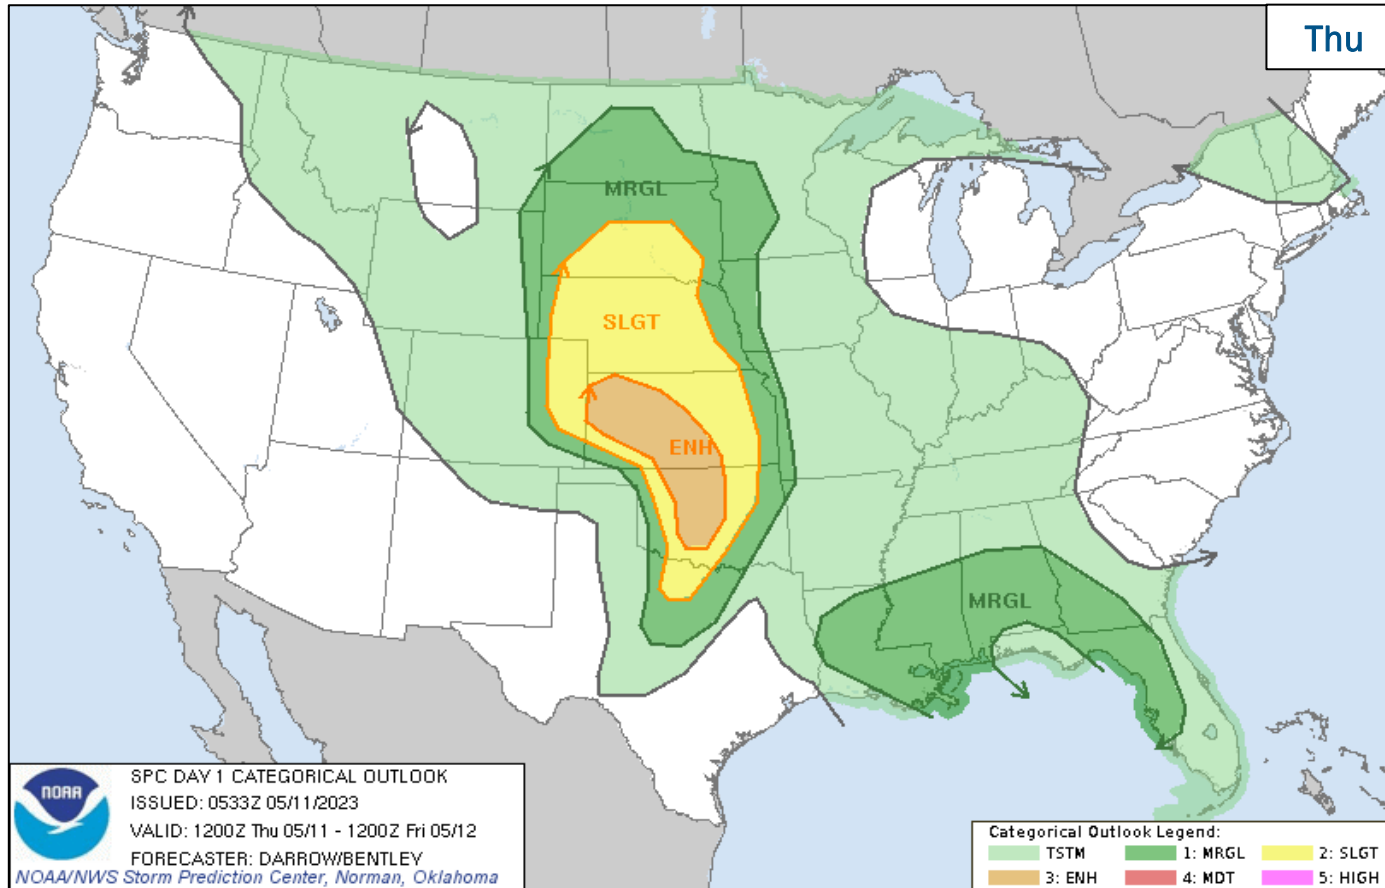 Thu
MRGL
SLGT
ENH
MRGL
NOAA
SPC DAY 1 CATEGORICAL OUTLOOK
ISSUED: 0533Z 05/11/2023
VALID: 1200Z Thu 05/11 - 1200Z Fri 05/12
FORECASTER: DARROW/BENTLEY
NOAA/NWS Storm Prediction Center, Norman, Oklahoma
Categorical Outlook Legend:
TSTM 1: MRGL 2: SLGT
3: ENH 4: MDT 5: HIGH